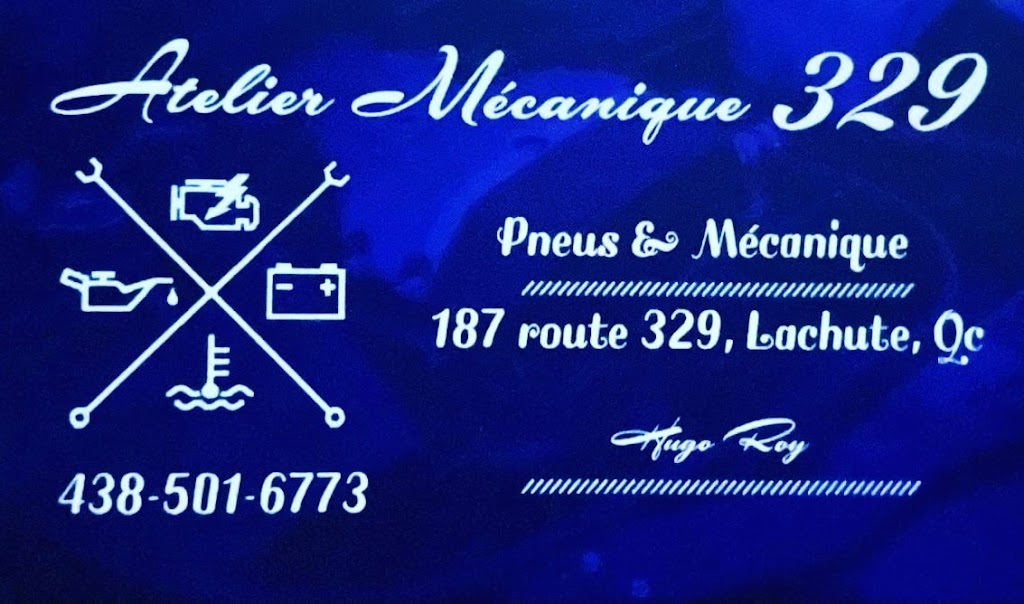 Atelier Mécanique 329
Pneus & Mécanique
187 route 329, Lachute, Qc
Hugo Roy
438-501-6773